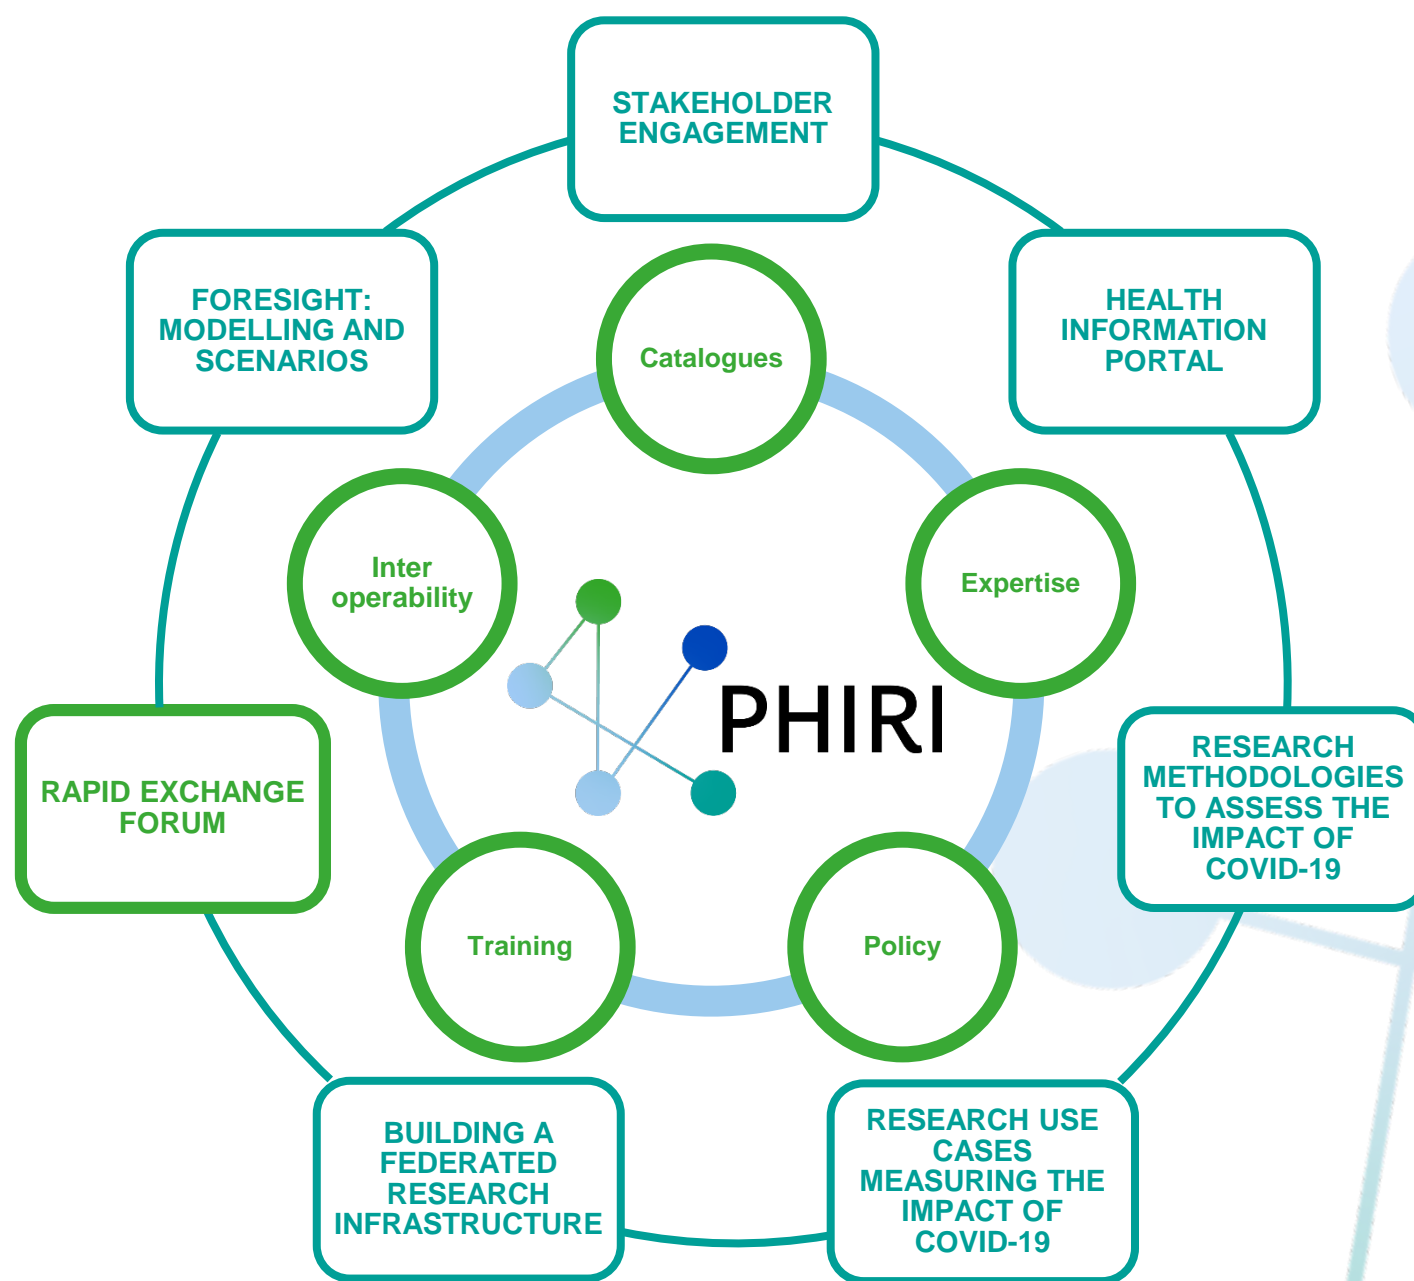 STAKEHOLDER
ENGAGEMENT
FORESIGHT:
MODELLING AND
SCENARIOS
HEALTH
INFORMATION
PORTAL
Catalogues
Inter
operability
Expertise
PHIRI
RAPID EXCHANGE
FORUM
RESEARCH
METHODOLOGIES
TO ASSESS THE
IMPACT OF
COVID-19
Training
Policy
BUILDING A
FEDERATED
RESEARCH
INFRASTRUCTURE
RESEARCH USE
CASES
MEASURING THE
IMPACT OF
COVID-19